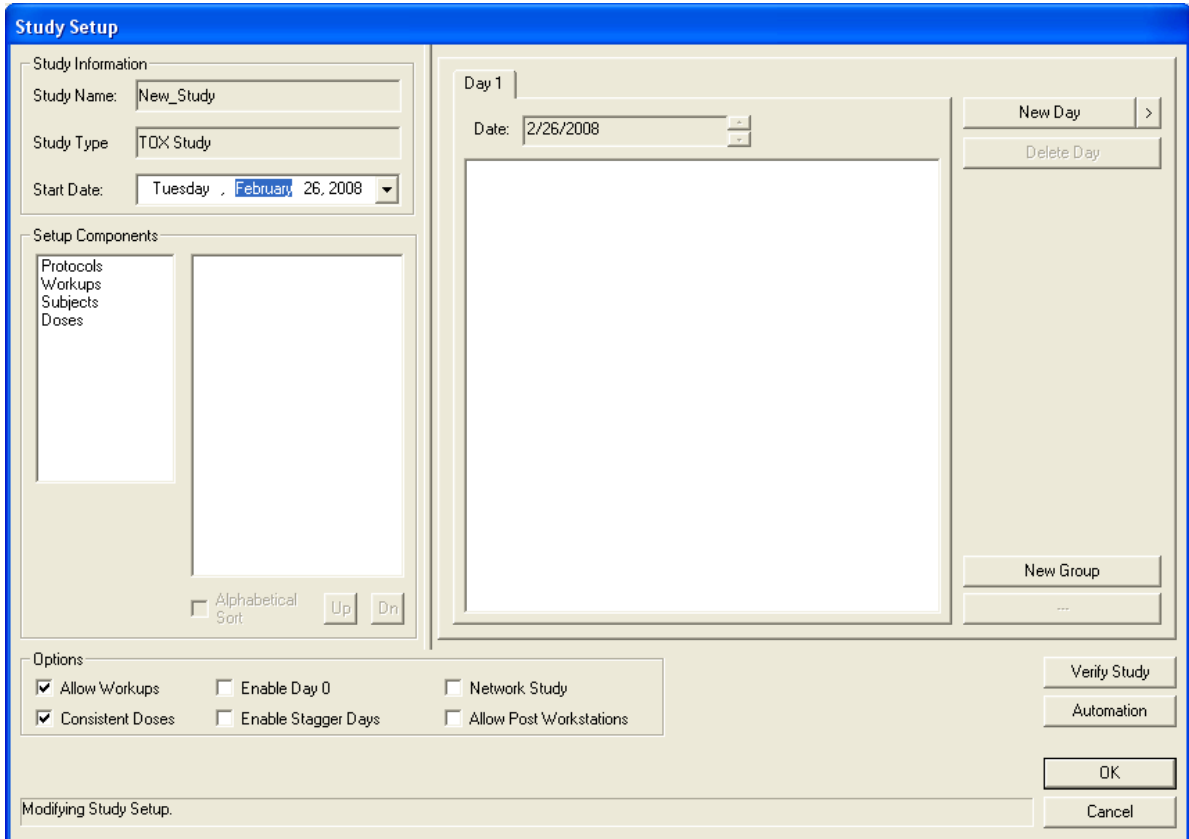 Study Setup
Study Information
Study Name: New_Study
Study Type TOX Study
Start Date: Tuesday , February 26, 2008
Setup Components
Protocols
Workups
Subjects
Doses
Alphabetical
Sort
Up Dn
Day 1
Date: 2/26/2008
New Day >
Delete Day
New Group
---
Options
Allow Workups Enable Day 0 Network Study
Consistent Doses Enable Stagger Days Allow Post Workstations
Verify Study
Automation
OK
Cancel
Modifying Study Setup.